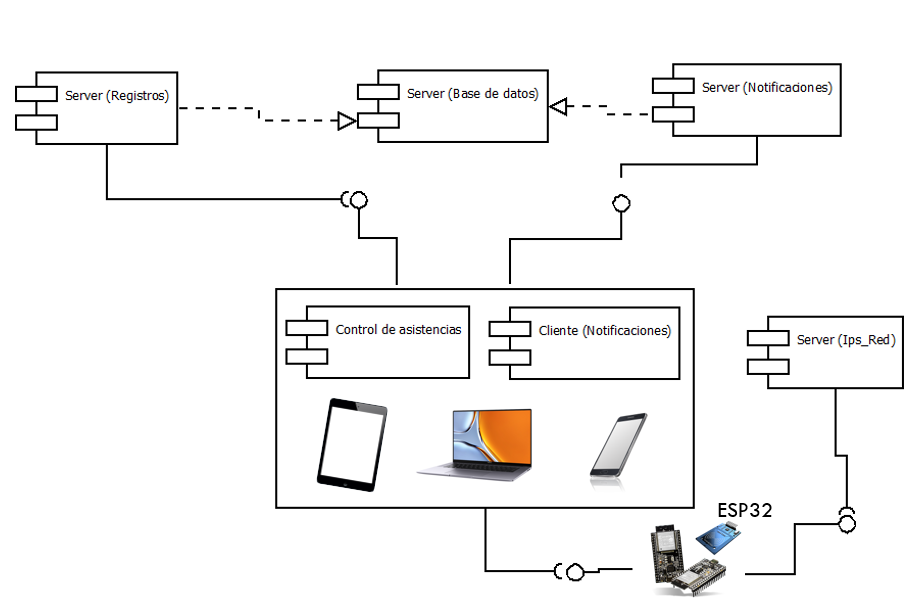 Server (Registros)
Server (Base de datos)
Server (Notificaciones)
Control de asistencias
Cliente (Notificaciones)
Server (Ips_Red)
ESP32